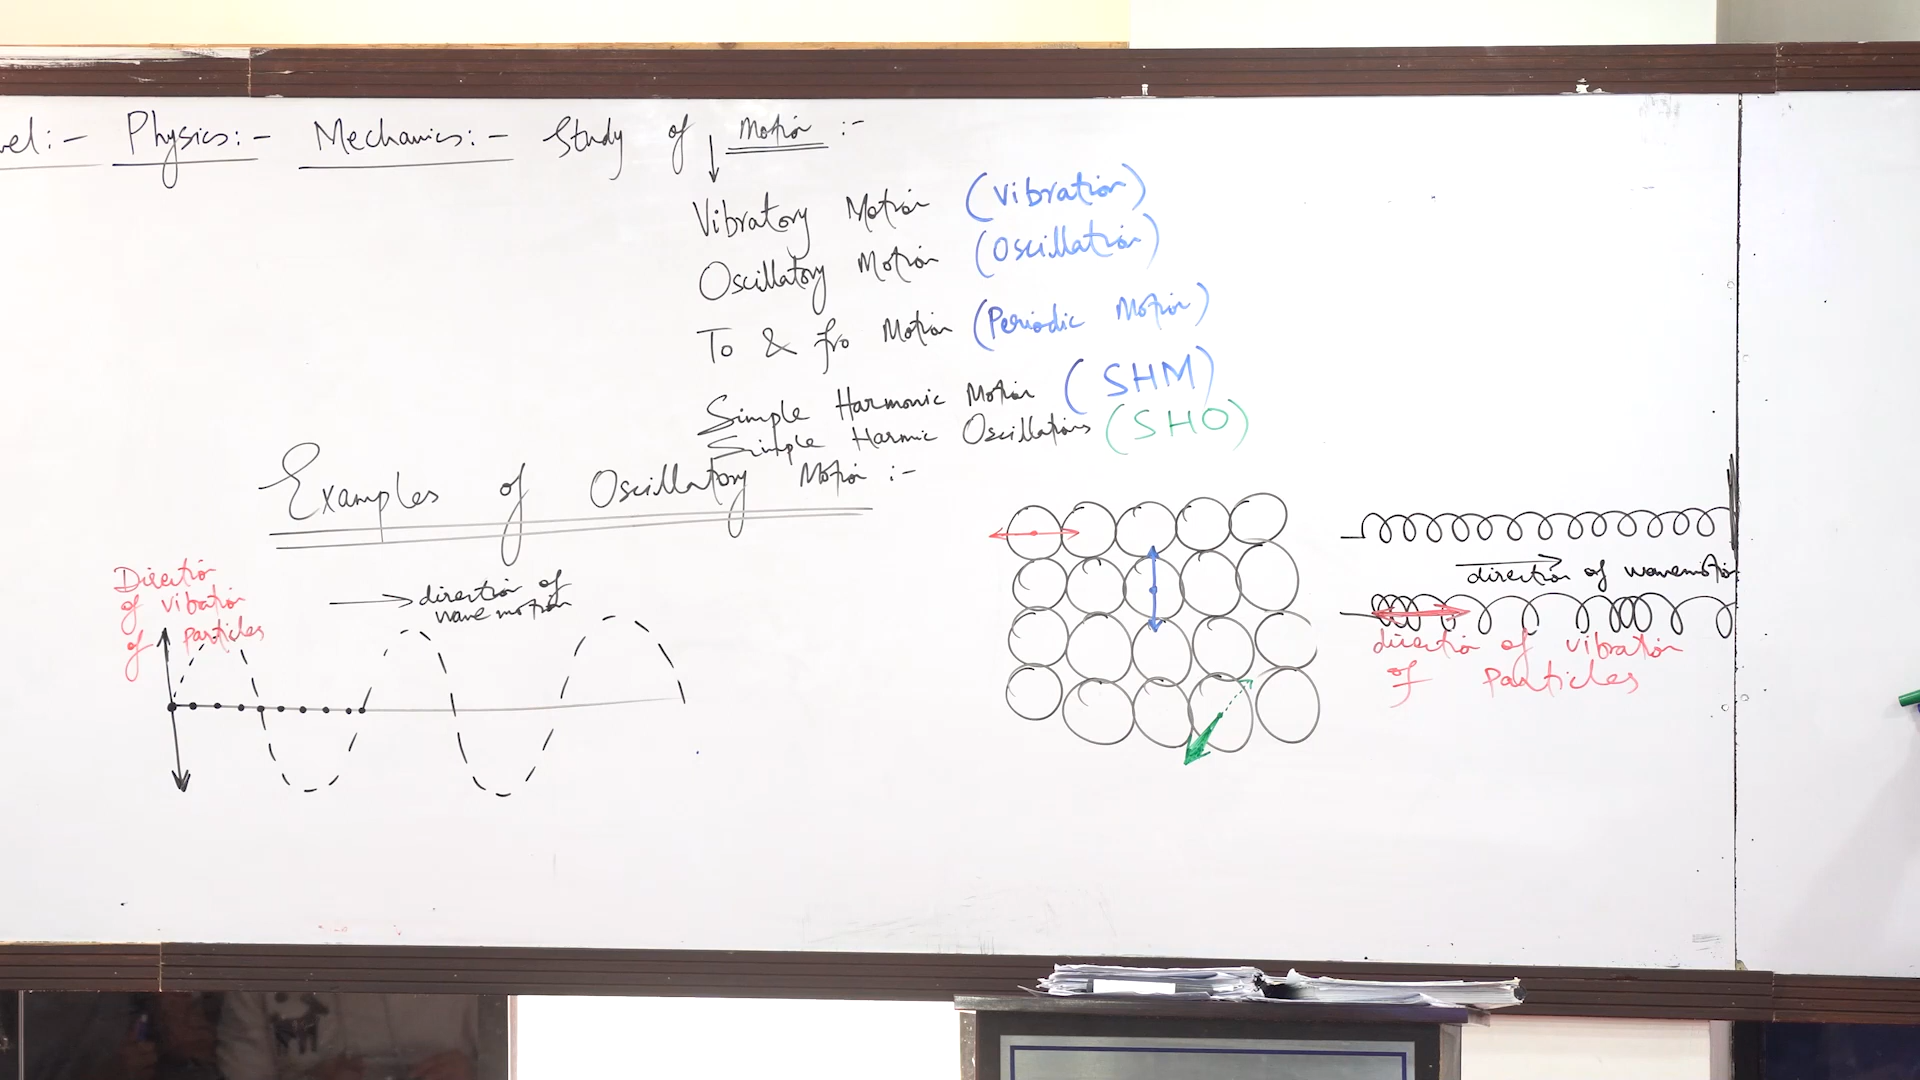 vel:- Physics:- Mechanics:- Study of Motion :-
Vibratory Motion (Vibration)
Oscillatory Motion (Oscillation)
To & fro Motion (Periodic Motion)
Simple Harmonic Motion (SHM)
Simple Harmic Oscillations (SHO)
Examples of Oscillatory Motion :-
Direction
of vibration
of particles
direction of
wave motion
direction of wavemotion
direction of vibration
of particles